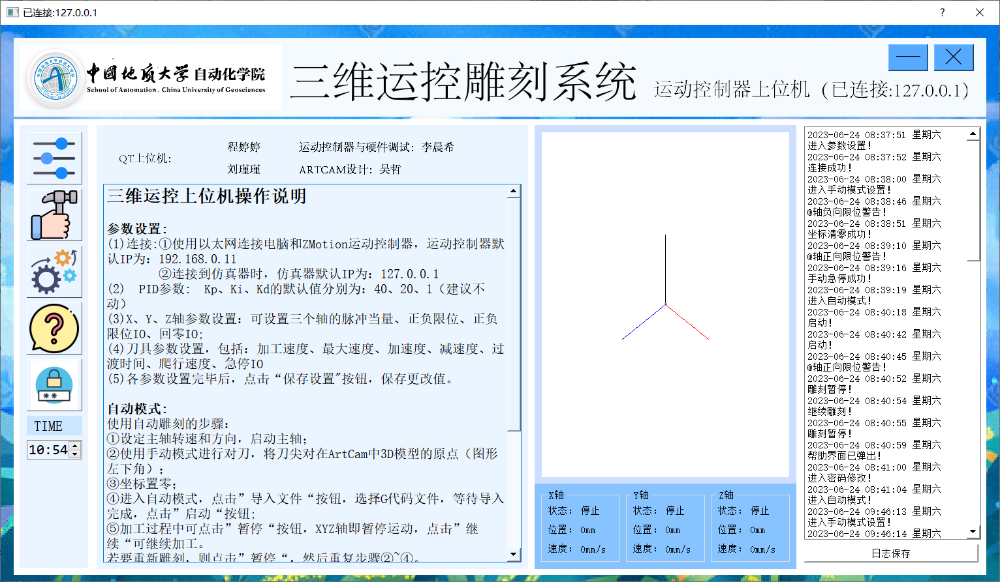 已连接:127.0.0.1
?
中国地质大学 自动化学院
School of Automation . China University of Geosciences
三维运控雕刻系统
运动控制器上位机（已连接:127.0.0.1)
TIME
10:54
QT上位机:
程婷婷
运动控制器与硬件调试: 李晨希
刘瑾瑾
ARTCAM设计: 吴哲
三维运控上位机操作说明
参数设置:
(1)连接:①使用以太网连接电脑和ZMotion运动控制器, 运动控制器默
认IP为: 192.168.0.11
②连接到仿真器时, 仿真器默认IP为: 127.0.0.1
(2) PID参数: Kp、Ki、Kd的默认值分别为: 40、20、1（建议不
动）
(3)X、Y、Z轴参数设置: 可设置三个轴的脉冲当量、正负限位、正负
限位IO、回零IO;
(4)刀具参数设置, 包括: 加工速度、最大速度、加速度、减速度、过
渡时间、爬行速度、急停IO
(5)各参数设置完毕后, 点击“保存设置"按钮, 保存更改值。
自动模式:
使用自动雕刻的步骤:
①设定主轴转速和方向, 启动主轴;
②使用手动模式进行对刀, 将刀尖对在ArtCam中3D模型的原点（图形
左下角）;
③坐标置零;
④进入自动模式, 点击”导入文件“按钮, 选择G代码文件, 等待导入
完成, 点击”启动“按钮;
⑤加工过程中可点击”暂停“按钮, XYZ轴即暂停运动, 点击”继
续“可继续加工。
若要重新雕刻, 则点击”暂停“, 然后重复步骤②~④。
X轴
状态: 停止
位置: 0mm
速度: 0mm/s
Y轴
状态: 停止
位置: 0mm
速度: 0mm/s
Z轴
状态: 停止
位置: 0mm
速度: 0mm/s
2023-06-24 08:37:51 星期六
进入参数设置!
2023-06-24 08:37:52 星期六
连接成功!
2023-06-24 08:38:00 星期六
进入手动模式设置!
2023-06-24 08:38:46 星期六
@轴负向限位警告!
2023-06-24 08:38:51 星期六
坐标清零成功!
2023-06-24 08:39:10 星期六
@轴正向限位警告!
2023-06-24 08:39:16 星期六
手动急停成功!
2023-06-24 08:39:19 星期六
进入自动模式!
2023-06-24 08:40:18 星期六
启动!
2023-06-24 08:40:42 星期六
启动!
2023-06-24 08:40:45 星期六
@轴正向限位警告!
2023-06-24 08:40:52 星期六
雕刻暂停!
2023-06-24 08:40:54 星期六
继续雕刻!
2023-06-24 08:40:55 星期六
雕刻暂停!
2023-06-24 08:40:59 星期六
帮助界面已弹出!
2023-06-24 08:41:00 星期六
进入密码修改!
2023-06-24 08:41:04 星期六
进入自动模式!
2023-06-24 09:46:13 星期六
进入手动模式设置!
2023-06-24 09:46:14 星期六
日志保存